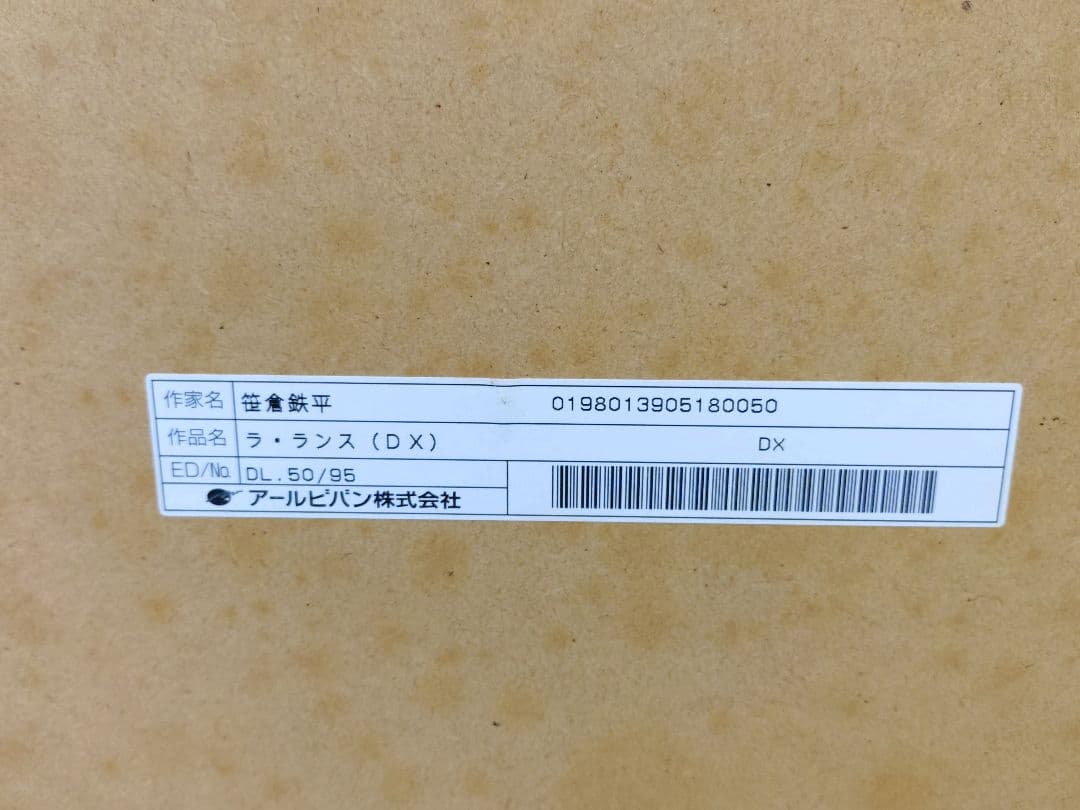 作家名 笹倉鉄平 0198013905180050
作品名 ラ・ランス(DX) DX
ED/No. DL.50/95
アールビバン株式会社